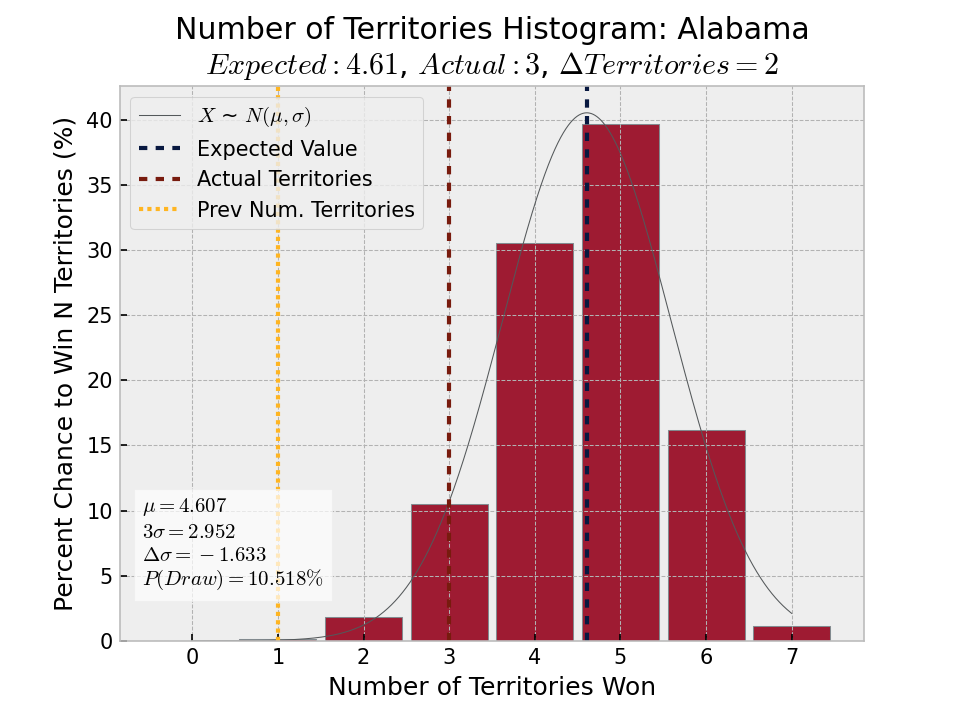 Number of Territories Histogram: Alabama
Expected : 4.61, Actual : 3, ΔTerritories = 2
Percent Chance to Win N Territories (%)
40
35
30
25
20
15
10
5
0
X ~ N(μ, σ)
Expected Value
Actual Territories
Prev Num. Territories
μ = 4.607
3σ = 2.952
Δσ = −1.633
P(Draw) = 10.518%
0 1 2 3 4 5 6 7
Number of Territories Won